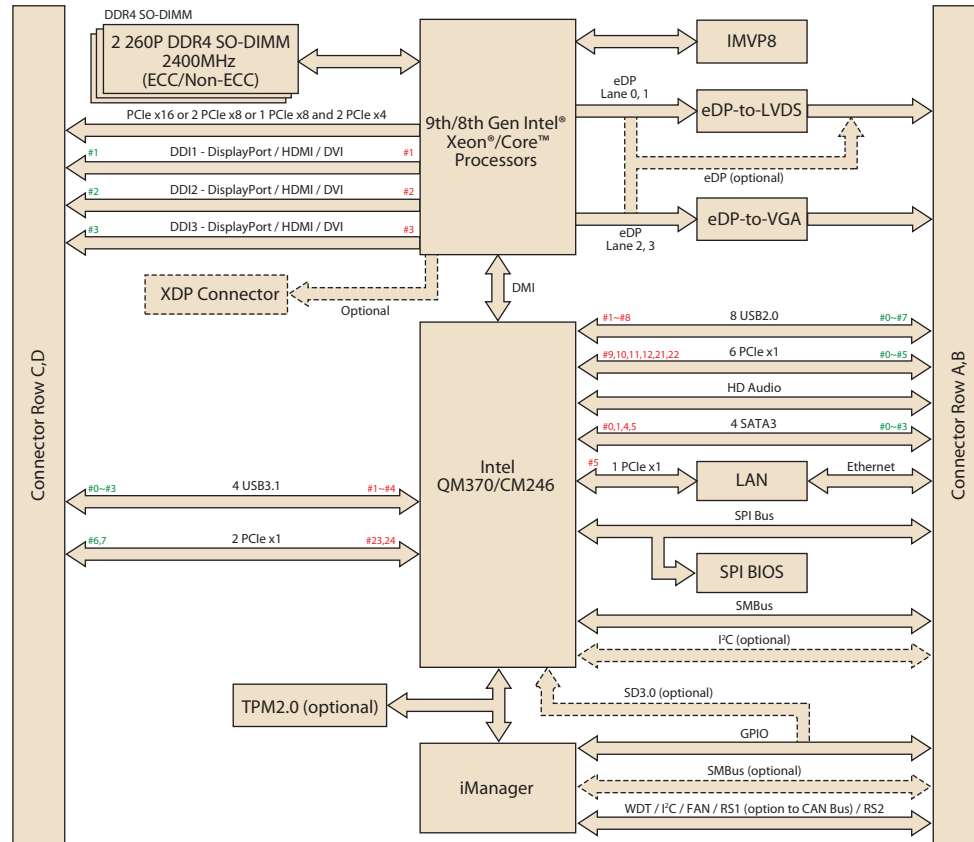 DDR4 SO-DIMM
2 260P DDR4 SO-DIMM
2400MHz
(ECC/Non-ECC)
PCIe x16 or 2 PCIe x8 or 1 PCIe x8 and 2 PCIe x4
#1 DDI1 - DisplayPort / HDMI / DVI #1
#2 DDI2 - DisplayPort / HDMI / DVI #2
#3 DDI3 - DisplayPort / HDMI / DVI #3
XDP Connector
Optional
9th/8th Gen Intel®
Xeon®/Core™
Processors
IMVP8
eDP
Lane 0, 1
eDP-to-LVDS
eDP (optional)
eDP-to-VGA
eDP
Lane 2, 3
DMI
Connector Row C,D
Connector Row A,B
Intel
QM370/CM246
#1~#8 8 USB2.0 #0~#7
#9,10,11,12,21,22 6 PCIe x1 #0~#5
HD Audio
#0,1,4,5 4 SATA3 #0~#3
#5
1 PCIe x1
LAN
Ethernet
#0~#3 4 USB3.1 #1~#4
SPI Bus
#6,7 2 PCIe x1 #23,24
SPI BIOS
SMBus
I²C (optional)
TPM2.0 (optional)
SD3.0 (optional)
GPIO
iManager
SMBus (optional)
WDT / I²C / FAN / RS1 (option to CAN Bus) / RS2